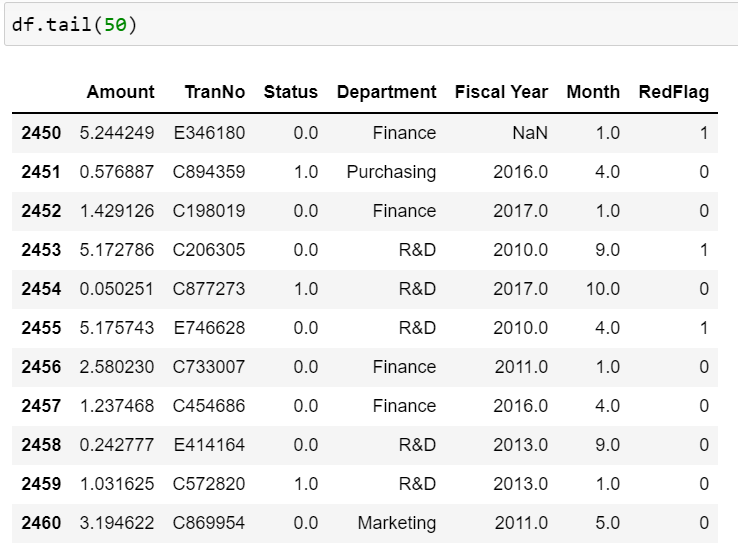 df.tail(50)
Amount TranNo Status Department Fiscal Year Month RedFlag
2450 5.244249 E346180 0.0 Finance NaN 1.0 1
2451 0.576887 C894359 1.0 Purchasing 2016.0 4.0 0
2452 1.429126 C198019 0.0 Finance 2017.0 1.0 0
2453 5.172786 C206305 0.0 R&D 2010.0 9.0 1
2454 0.050251 C877273 1.0 R&D 2017.0 10.0 0
2455 5.175743 E746628 0.0 R&D 2010.0 4.0 1
2456 2.580230 C733007 0.0 Finance 2011.0 1.0 0
2457 1.237468 C454686 0.0 Finance 2016.0 4.0 0
2458 0.242777 E414164 0.0 R&D 2013.0 9.0 0
2459 1.031625 C572820 1.0 R&D 2013.0 1.0 0
2460 3.194622 C869954 0.0 Marketing 2011.0 5.0 0